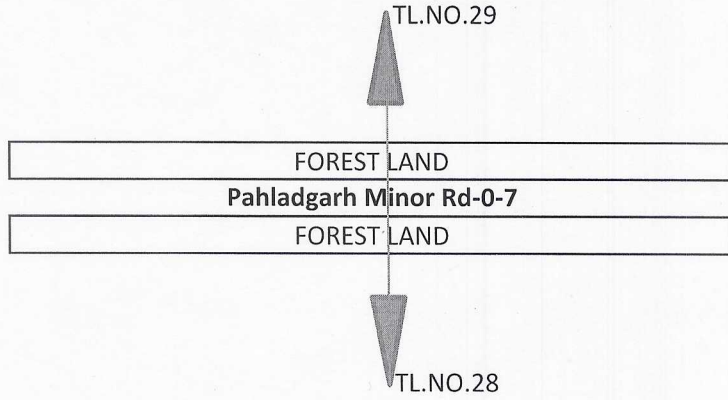 TL.NO.29
FOREST LAND
Pahladgarh Minor Rd-0-7
FOREST LAND
TL.NO.28